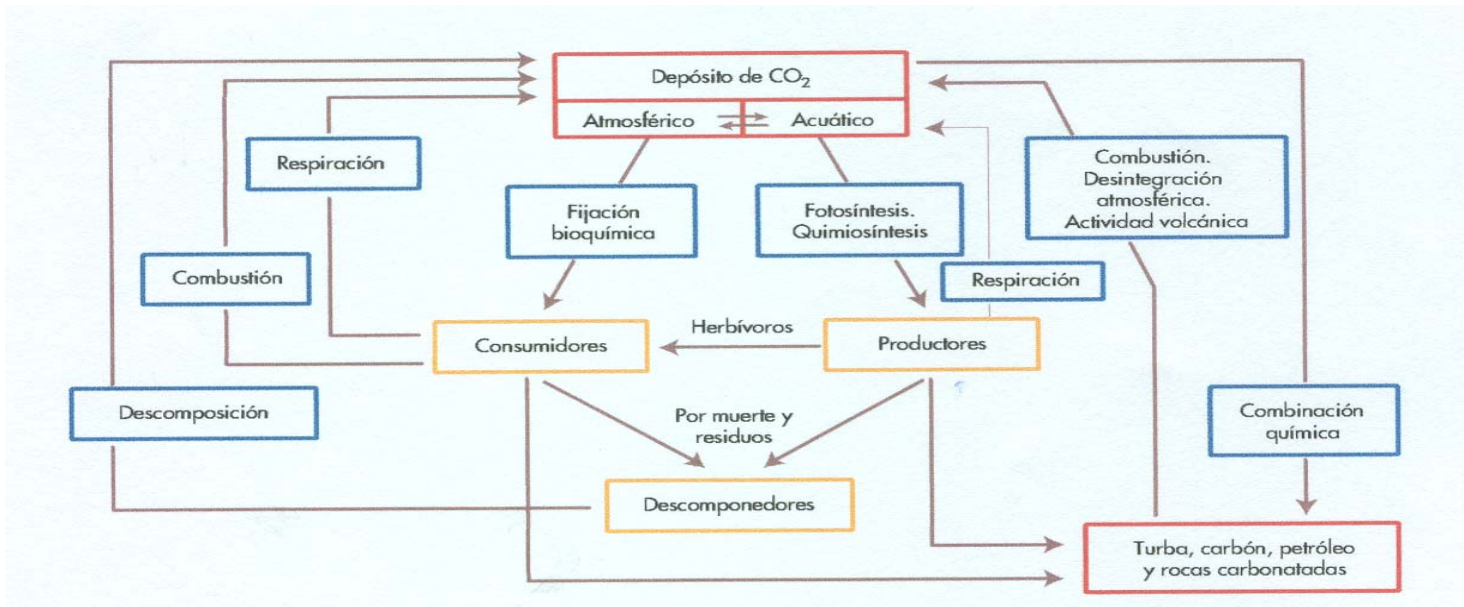 Depósito de CO₂
Atmosférico
Acuático
Respiración
Combustión.
Desintegración
atmosférica.
Actividad volcánica
Fijación
bioquímica
Fotosíntesis.
Quimiosíntesis
Combustión
Respiración
Herbívoros
Consumidores
Productores
Descomposición
Por muerte y
residuos
Combinación
química
Descomponedores
Turba, carbón, petróleo
y rocas carbonatadas